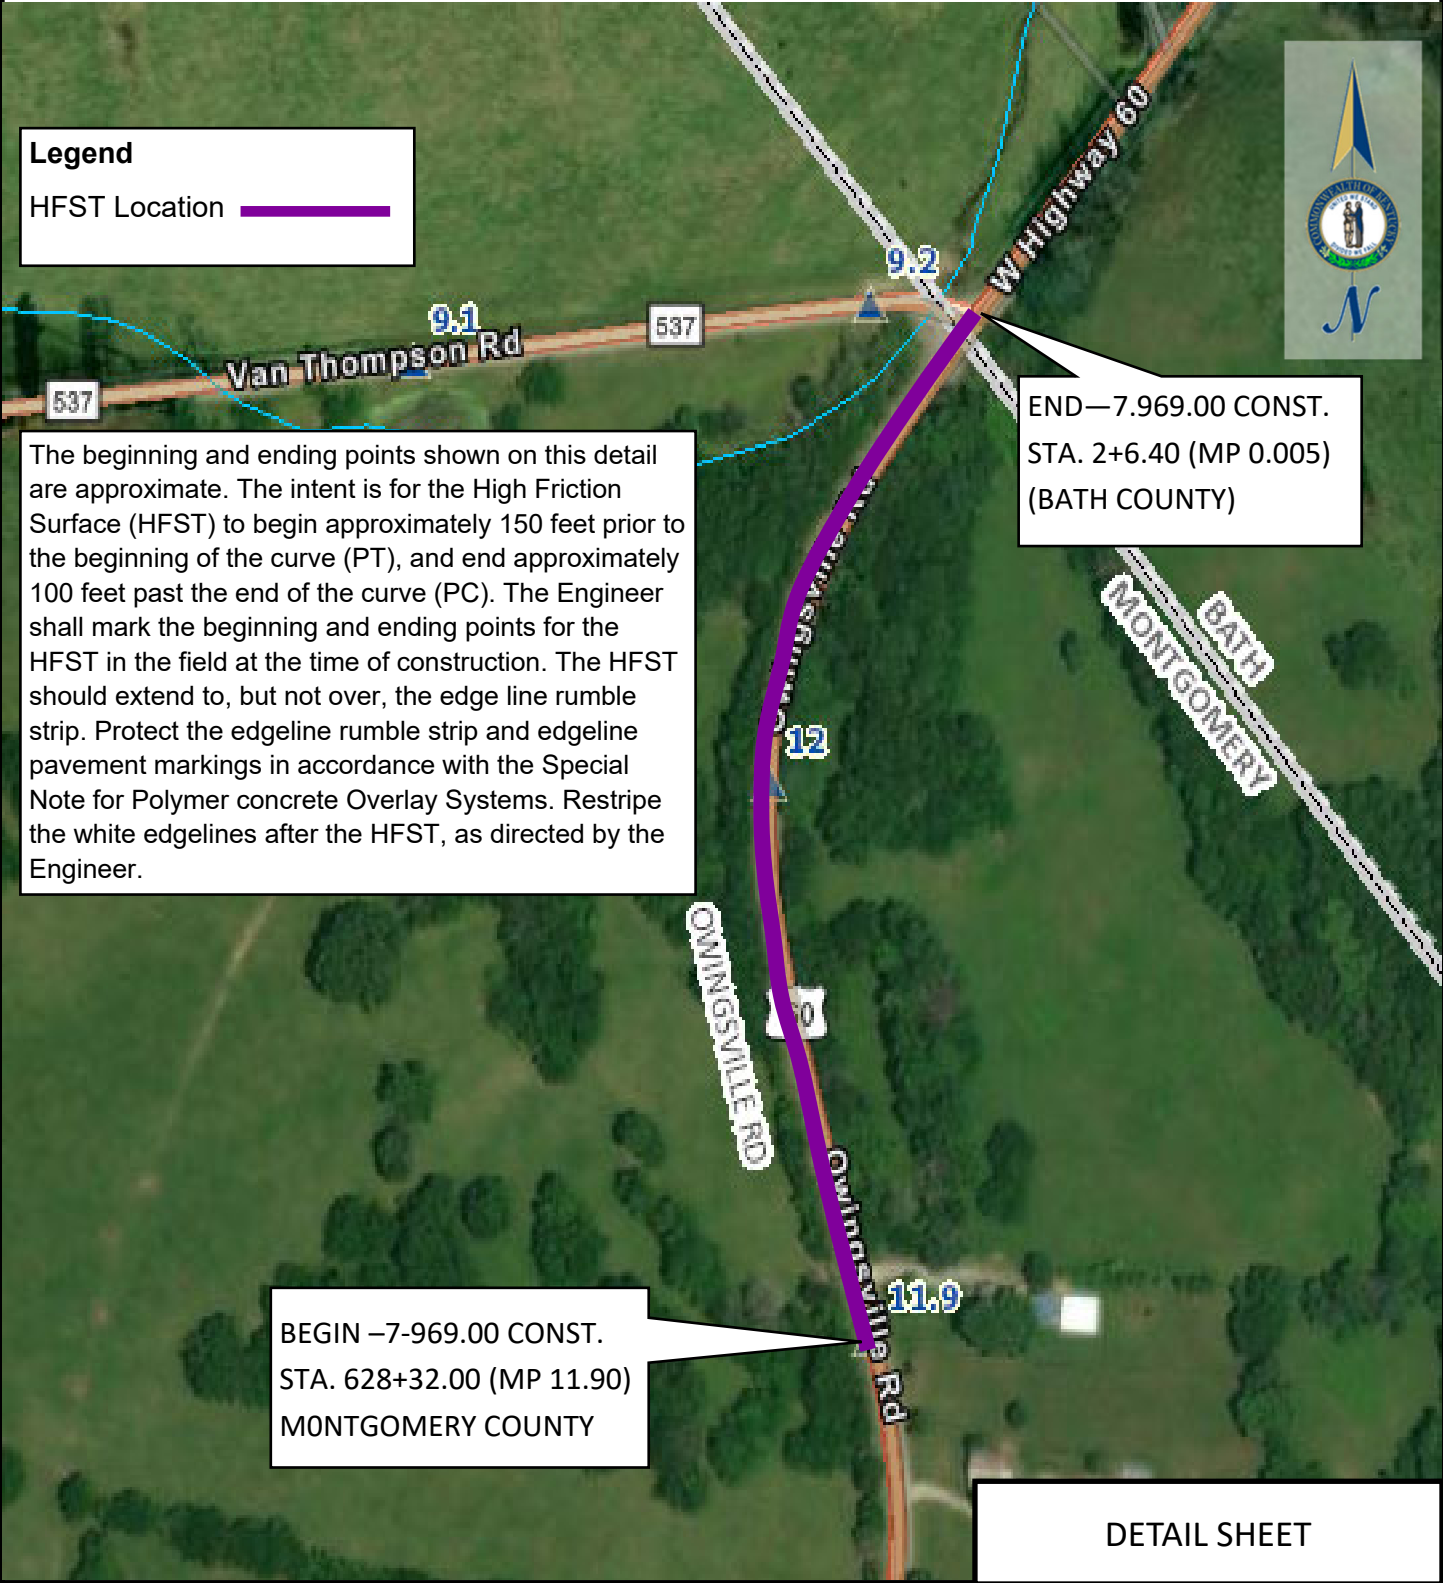 Legend
HFST Location
W Highway 60
9.2
9.1
537
Van Thompson Rd
537
N
END—7.969.00 CONST.
STA. 2+6.40 (MP 0.005)
(BATH COUNTY)
The beginning and ending points shown on this detail
are approximate. The intent is for the High Friction
Surface (HFST) to begin approximately 150 feet prior to
the beginning of the curve (PT), and end approximately
100 feet past the end of the curve (PC). The Engineer
shall mark the beginning and ending points for the
HFST in the field at the time of construction. The HFST
should extend to, but not over, the edge line rumble
strip. Protect the edgeline rumble strip and edgeline
pavement markings in accordance with the Special
Note for Polymer concrete Overlay Systems. Restripe
the white edgelines after the HFST, as directed by the
Engineer.
BATH
MONTGOMERY
12
OWINGSVILLE RD
Owingsville Rd
11.9
BEGIN –7-969.00 CONST.
STA. 628+32.00 (MP 11.90)
M0NTGOMERY COUNTY
DETAIL SHEET